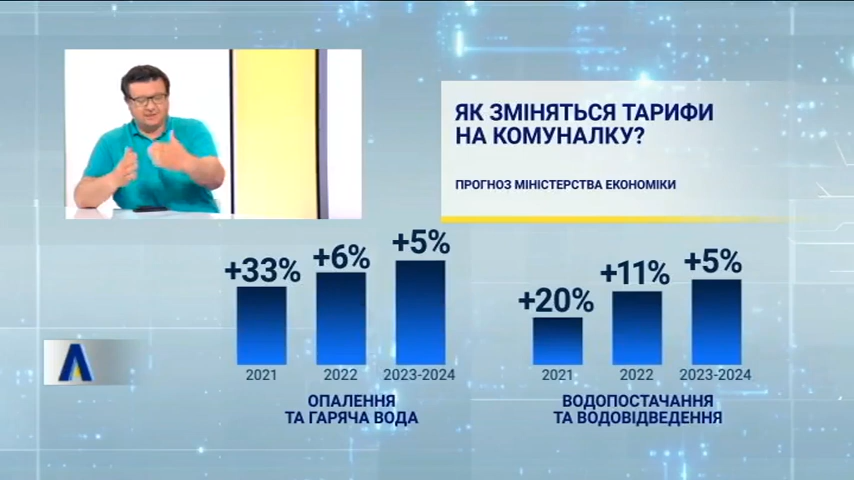 ЯК ЗМІНЯТЬСЯ ТАРИФИ
НА КОМУНАЛКУ?
ПРОГНОЗ МІНІСТЕРСТВА ЕКОНОМІКИ
+33%
+6%
+5%
2021
2022
2023-2024
ОПАЛЕННЯ
ТА ГАРЯЧА ВОДА
+20%
+11%
+5%
2021
2022
2023-2024
ВОДОПОСТАЧАННЯ
ТА ВОДОВІДВЕДЕННЯ